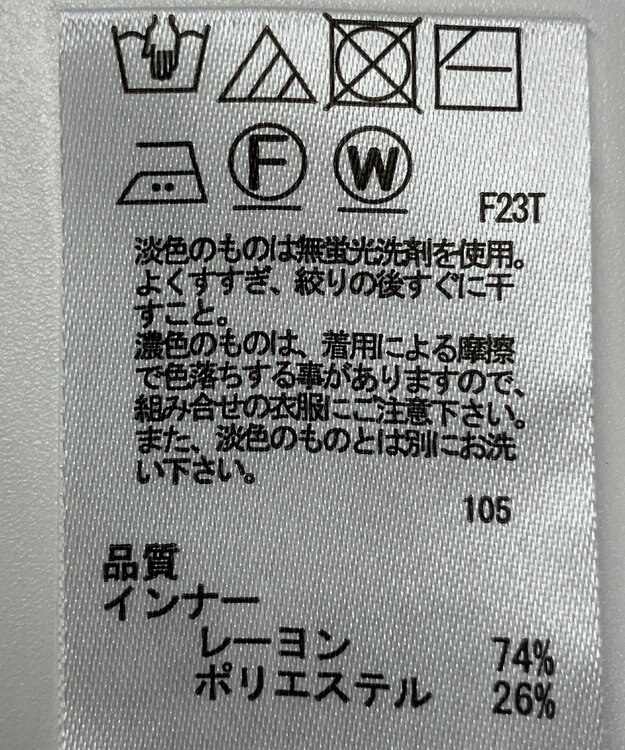 F W
F23T
淡色のものは無蛍光洗剤を使用。
よくすすぎ、絞りの後すぐに干
すこと。
濃色のものは、着用による摩擦
で色落ちする事がありますので、
組み合せの衣服にご注意下さい。
また、淡色のものとは別にお洗
い下さい。
105
品質
インナー
レーヨン 74%
ポリエステル 26%